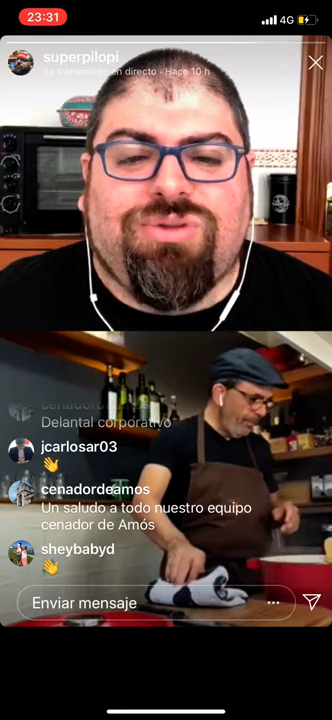 23:31
4G
superpilopi
ha transmitido en directo · Hace 10 h
cenadordeamos
Delantal corporativo
jcarlosar03
👋
cenadordeamos
Un saludo a todo nuestro equipo
cenador de Amós
sheybabyd
👋
Enviar mensaje